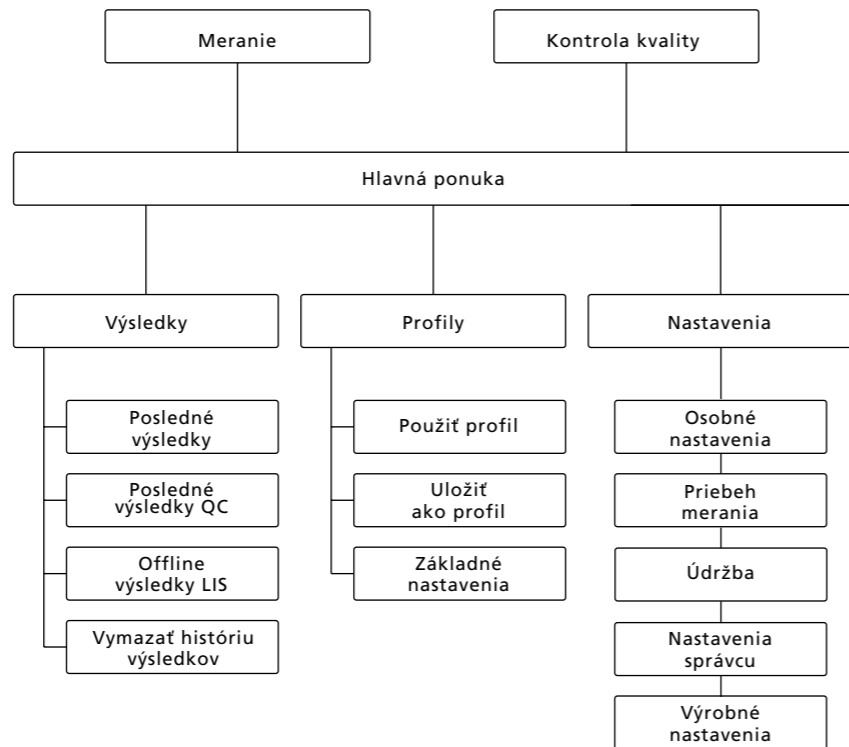 Meranie
Kontrola kvality
Hlavná ponuka
Výsledky
Profily
Nastavenia
Posledné
výsledky
Použiť profil
Osobné
nastavenia
Posledné
výsledky QC
Uložiť
ako profil
Priebeh
merania
Offline
výsledky LIS
Základné
nastavenia
Údržba
Vymazať históriu
výsledkov
Nastavenia
správcu
Výrobné
nastavenia